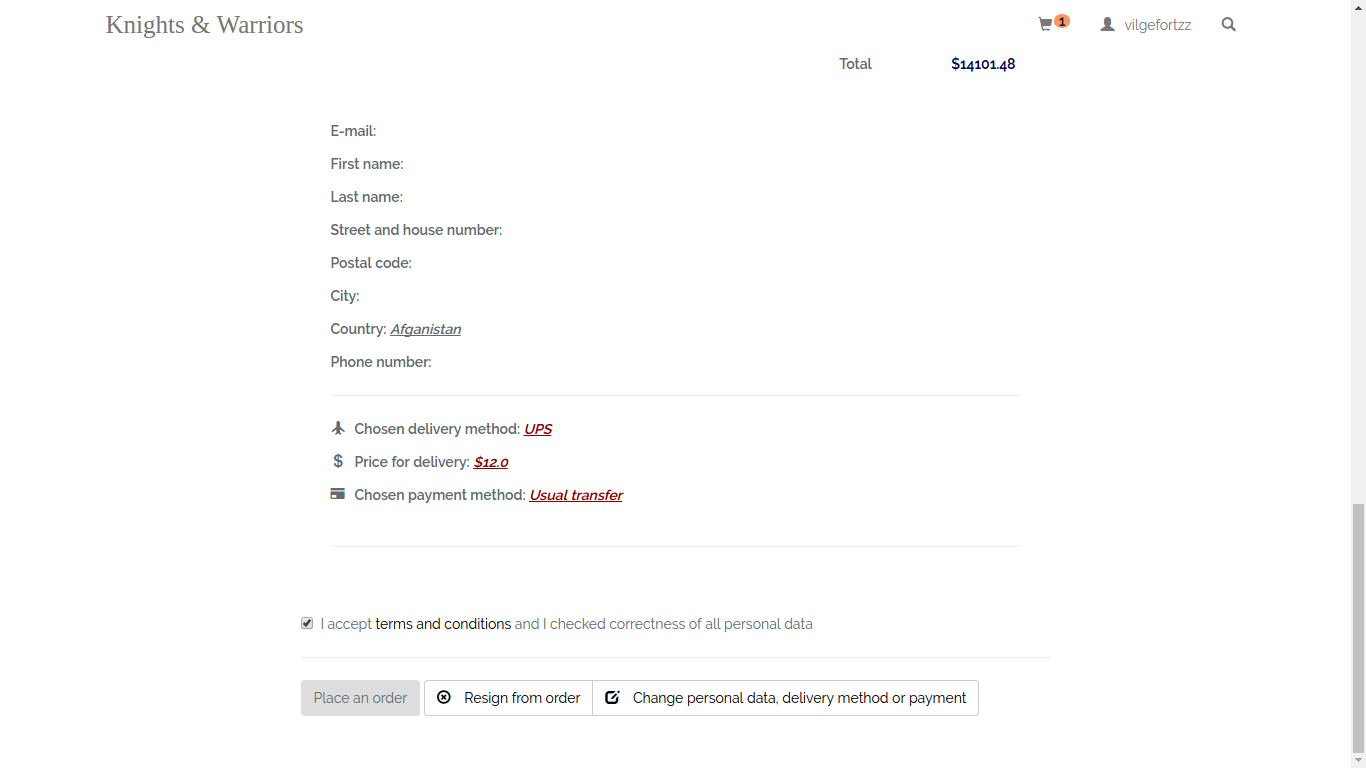 Knights & Warriors
1
vilgefortzz
Total $14101.48
E-mail:
First name:
Last name:
Street and house number:
Postal code:
City:
Country: Afganistan
Phone number:
Chosen delivery method: UPS
$ Price for delivery: $12.0
Chosen payment method: Usual transfer
I accept terms and conditions and I checked correctness of all personal data
Place an order Resign from order Change personal data, delivery method or payment